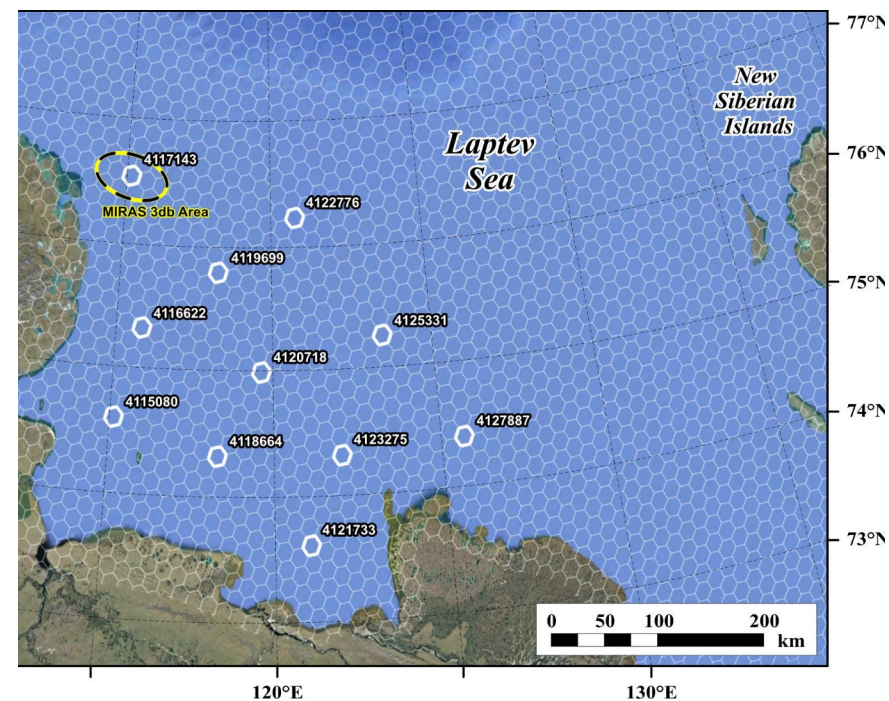 77°N
New
Siberian
Islands
Laptev
Sea
76°N
4117143
MIRAS 3db Area
4122776
4119699
75°N
4116622
4125331
4120718
4115080
74°N
4127887
4118664
4123275
4121733
73°N
0 50 100 200
km
120°E
130°E